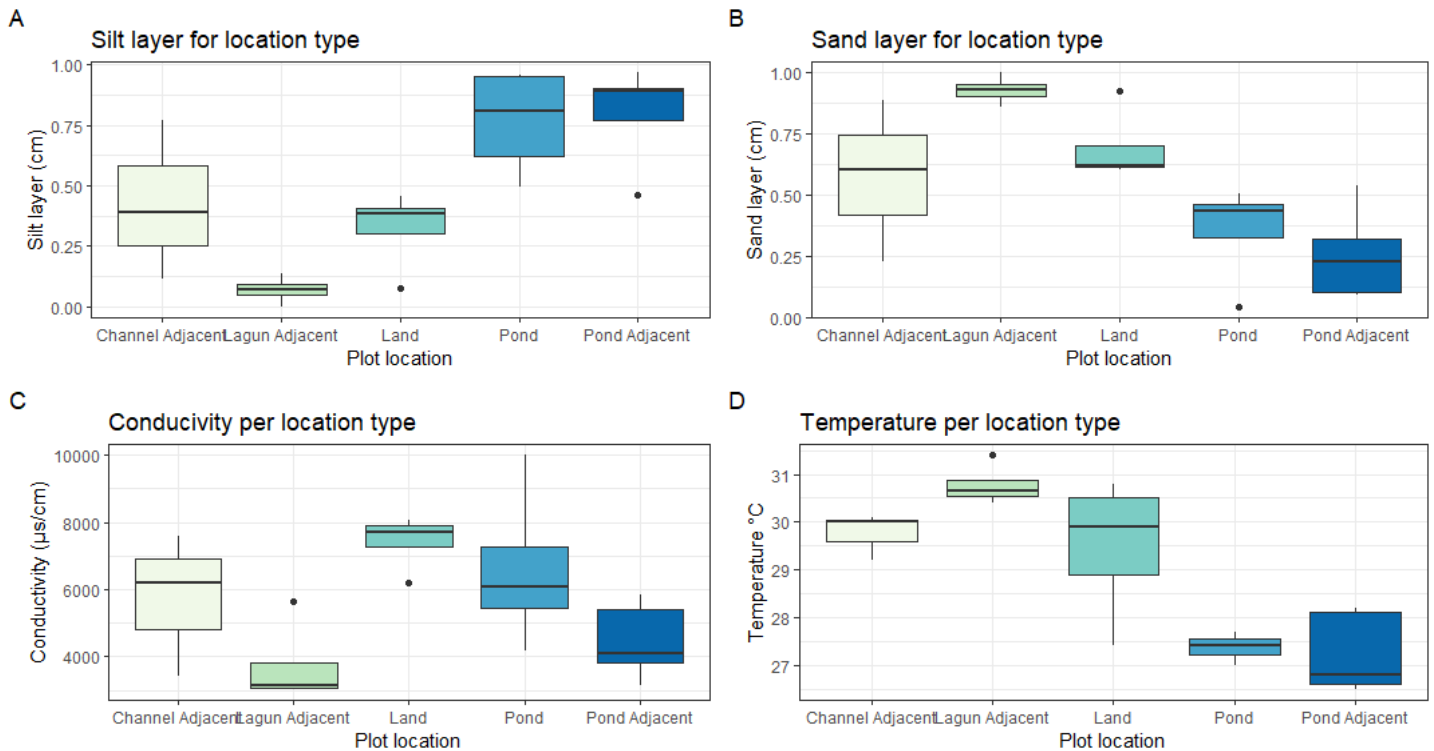 A
Silt layer for location type
1.00
0.75
0.50
0.25
0.00
Silt layer (cm)
Channel Adjacent Lagun Adjacent Land Pond Pond Adjacent
Plot location
B
Sand layer for location type
1.00
0.75
0.50
0.25
0.00
Sand layer (cm)
Channel Adjacent Lagun Adjacent Land Pond Pond Adjacent
Plot location
C
Conducivity per location type
10000
8000
6000
4000
Conductivity (µs/cm)
Channel Adjacent Lagun Adjacent Land Pond Pond Adjacent
Plot location
D
Temperature per location type
31
30
29
28
27
Temperature °C
Channel Adjacent Lagun Adjacent Land Pond Pond Adjacent
Plot location